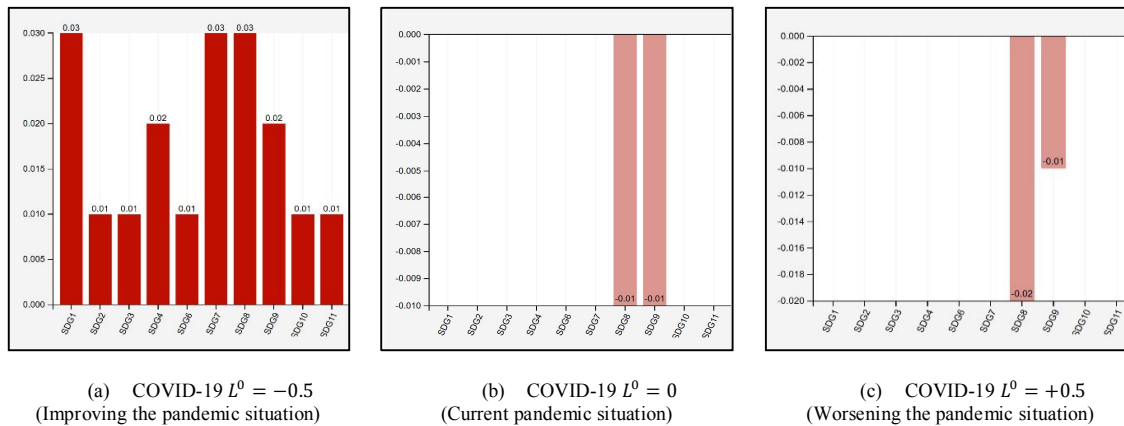 0.030
0.025
0.020
0.015
0.010
0.005
0.000
0.03
0.01
0.01
0.02
0.01
0.03
0.03
0.02
0.01
0.01
SDG1
SDG2
SDG3
SDG4
SDG6
SDG7
SDG8
SDG9
SDG10
SDG11
0.000
-0.001
-0.002
-0.003
-0.004
-0.005
-0.006
-0.007
-0.008
-0.009
-0.010
-0.01
-0.01
SDG1
SDG2
SDG3
SDG4
SDG6
SDG7
SDG8
SDG9
SDG10
SDG11
0.000
-0.002
-0.004
-0.006
-0.008
-0.010
-0.012
-0.014
-0.016
-0.018
-0.020
-0.02
-0.01
SDG1
SDG2
SDG3
SDG4
SDG6
SDG7
SDG8
SDG9
SDG10
SDG11
(a) COVID-19 L⁰ = −0.5
(Improving the pandemic situation)
(b) COVID-19 L⁰ = 0
(Current pandemic situation)
(c) COVID-19 L⁰ = +0.5
(Worsening the pandemic situation)